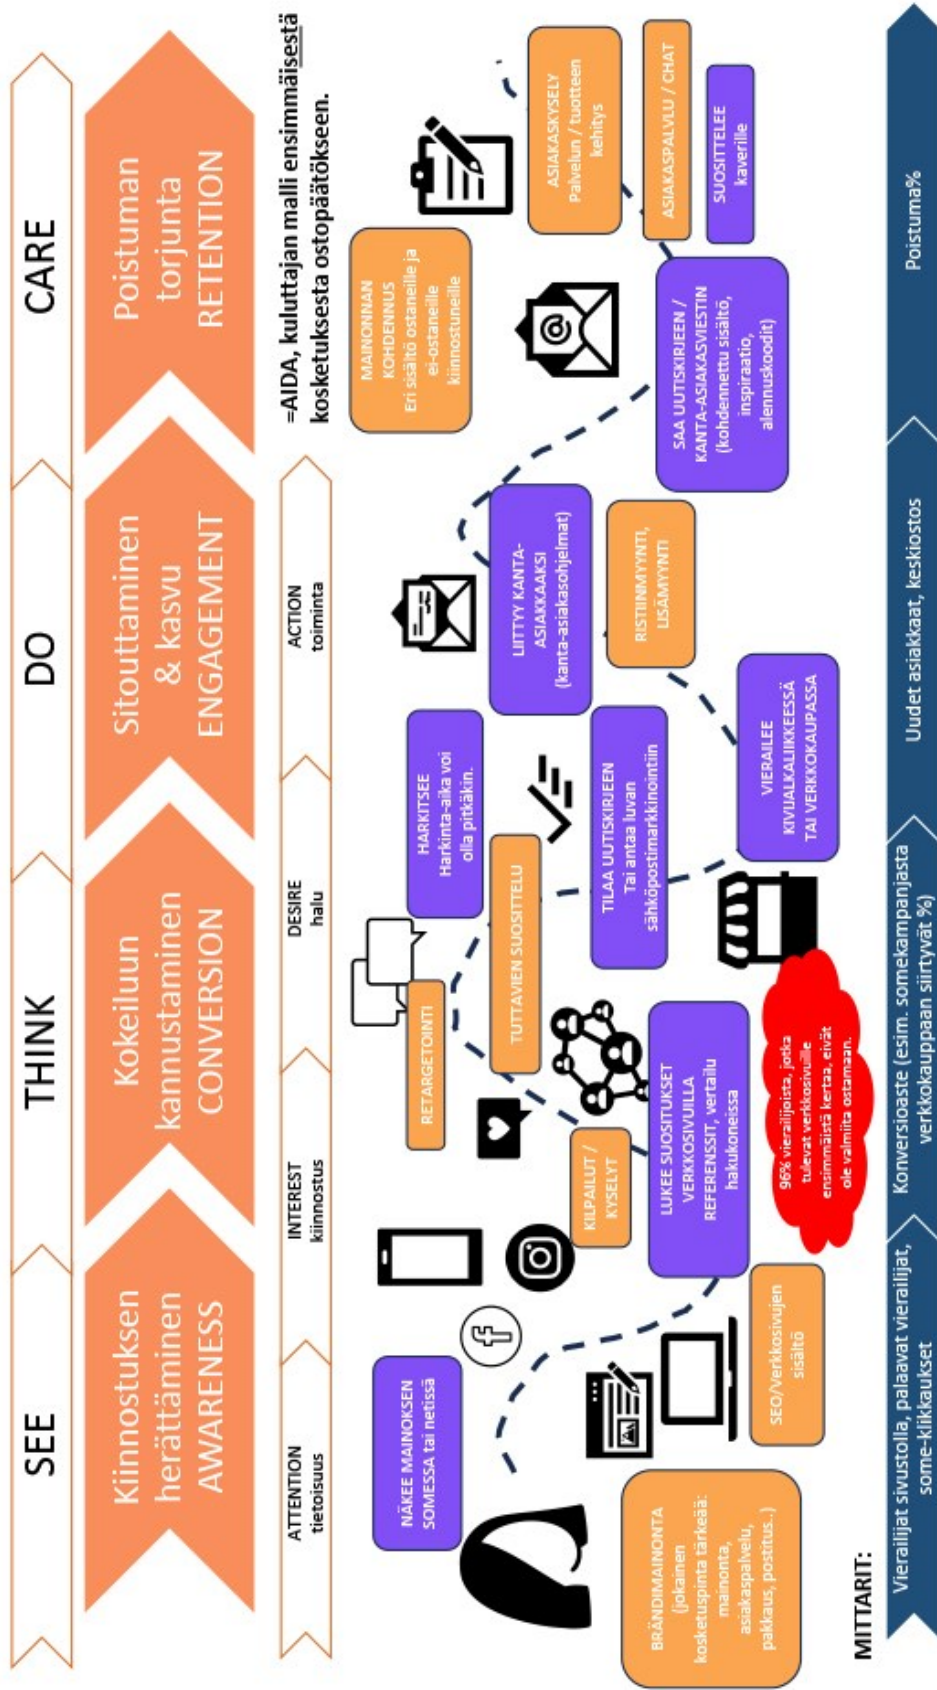 SEE
THINK
DO
CARE
Kiinnostuksen
herättäminen
AWARENESS
Kokeiluun
kannustaminen
CONVERSION
Sitouttaminen
& kasvu
ENGAGEMENT
Poistuman
torjunta
RETENTION
ATTENTION
tietoisuus
INTEREST
kiinnostus
DESIRE
halu
ACTION
toiminta
=AIDA, kuluttajan malli ensimmäisestä
kosketuksesta ostopäätökseen.
NÄKEE MAINOKSEN
SOMESSA tai netissä
BRÄNDIMAINONTA
(jokainen
kosketuspinta tärkeää:
mainonta,
asiakaspalvelu,
pakkaus, postitus..)
SEO/Verkkosivujen
sisältö
KILPAILUT /
KYSELYT
LUKEE SUOSITUKSET
VERKKOSIVUILLA
REFERENSSIT, vertailu
hakukoneissa
96% vierailijoista, jotka
tulevat verkkosivuille
ensimmäistä kertaa, eivät
ole valmiita ostamaan.
RETARGETOINTI
TUTTAVIEN SUOSITTELU
HARKITSEE
Harkinta-aika voi
olla pitkäkin.
TILAA UUTISKIRJEEN
Tai antaa luvan
sähköpostimarkkinointiin
VIERAILEE
KIVIJALKALIIKKEESSÄ
TAI VERKKOKAUPASSA
LIITTYY KANTA-
ASIAKKAAKSI
(kanta-asiakasohjelmat)
RISTIINMYYNTI,
LISÄMYYNTI
MAINONNAN
KOHDENNUS
Eri sisältö ostaneille ja
ei-ostaneille
kiinnostuneille
SAA UUTISKIRJEEN /
KANTA-ASIAKASVIESTIN
(kohdennettu sisältö,
inspiraatio,
alennuskoodit)
ASIAKASKYSELY
Palvelun / tuotteen
kehitys
ASIAKASPALVLU / CHAT
SUOSITTELEE
kaverille
MITTARIT:
Vierailijat sivustolla, palaavat vierailijat,
some-klikkaukset
Konversioaste (esim. somekampanjasta
verkkokauppaan siirtyvät %)
Uudet asiakkaat, keskiostos
Poistuma%